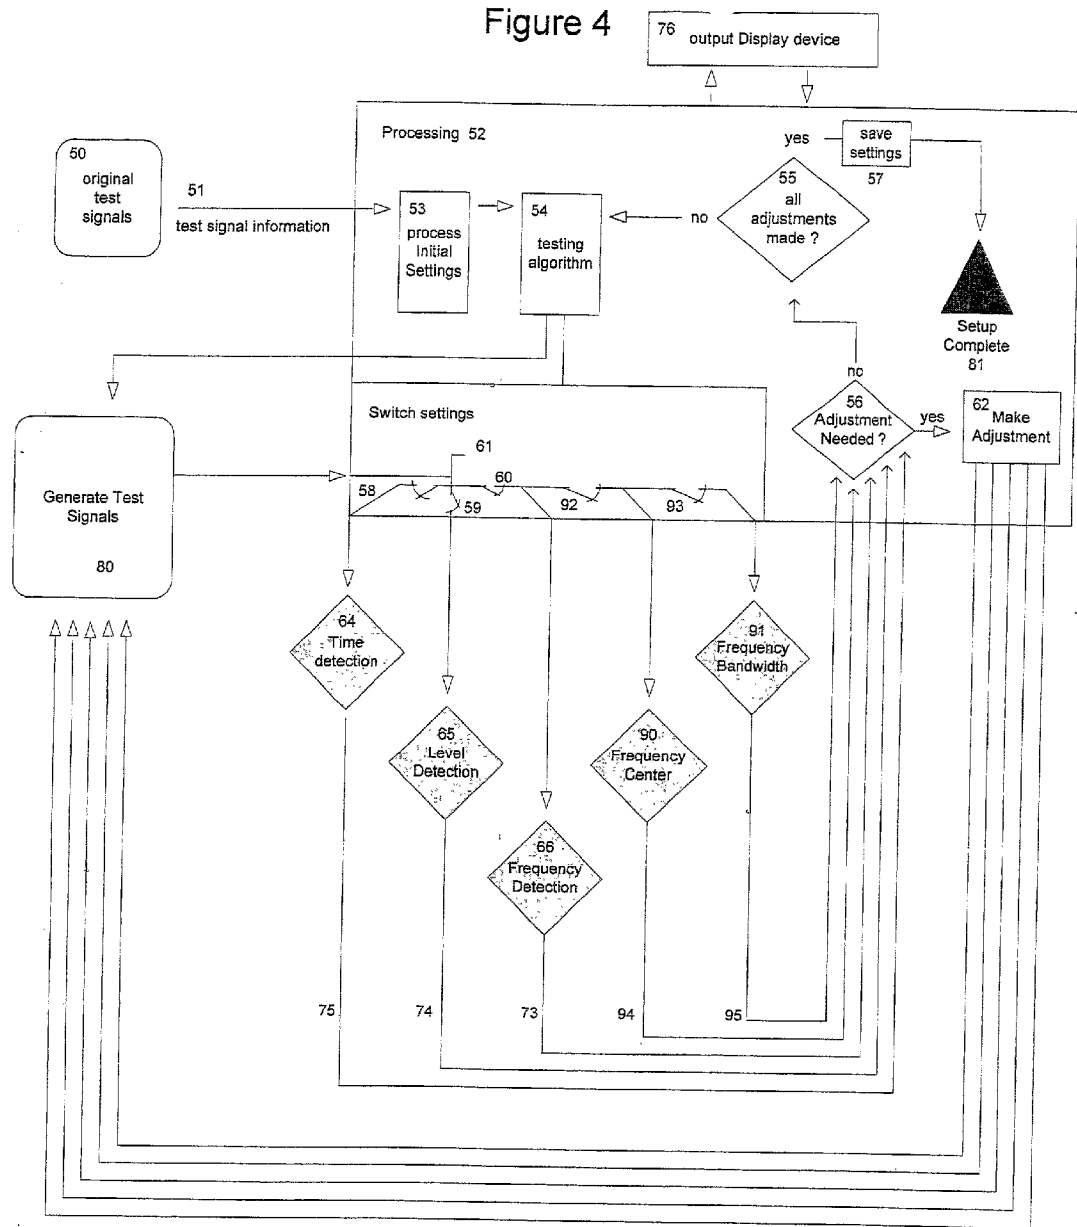 Figure 4
76 output Display device
Processing 52
50
original
test
signals
51
test signal information
53
process
Initial
Settings
54
testing
algorithm
no
55
all
adjustments
made ?
yes
save
settings
57
Setup
Complete
81
no
56
Adjustment
Needed ?
yes
62
Make
Adjustment
Switch settings
61
58
59
60
92
93
Generate Test
Signals
80
64
Time
detection
65
Level
Detection
66
Frequency
Detection
90
Frequency
Center
91
Frequency
Bandwidth
75
74
73
94
95